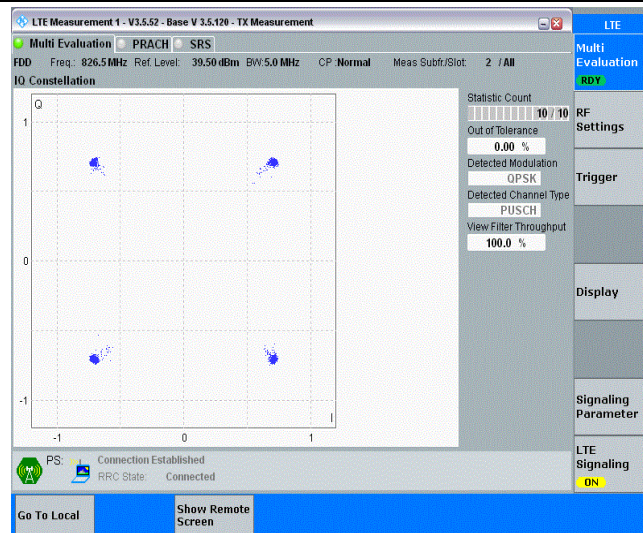 LTE Measurement 1 - V3.5.52 - Base V 3.5.120 - TX Measurement
LTE
Multi Evaluation PRACH SRS
Multi
Evaluation
RDY
FDD Freq.: 826.5 MHz Ref. Level: 39.50 dBm BW: 5.0 MHz CP : Normal Meas Subfr./Slot: 2 / All
IQ Constellation
Q
1
0
-1
-1 0 1
I
Statistic Count
10 / 10
Out of Tolerance
0.00 %
Detected Modulation
QPSK
Detected Channel Type
PUSCH
View Filter Throughput
100.0 %
RF
Settings
Trigger
Display
Signaling
Parameter
LTE
Signaling
ON
PS: Connection Established
RRC State: Connected
Go To Local
Show Remote
Screen